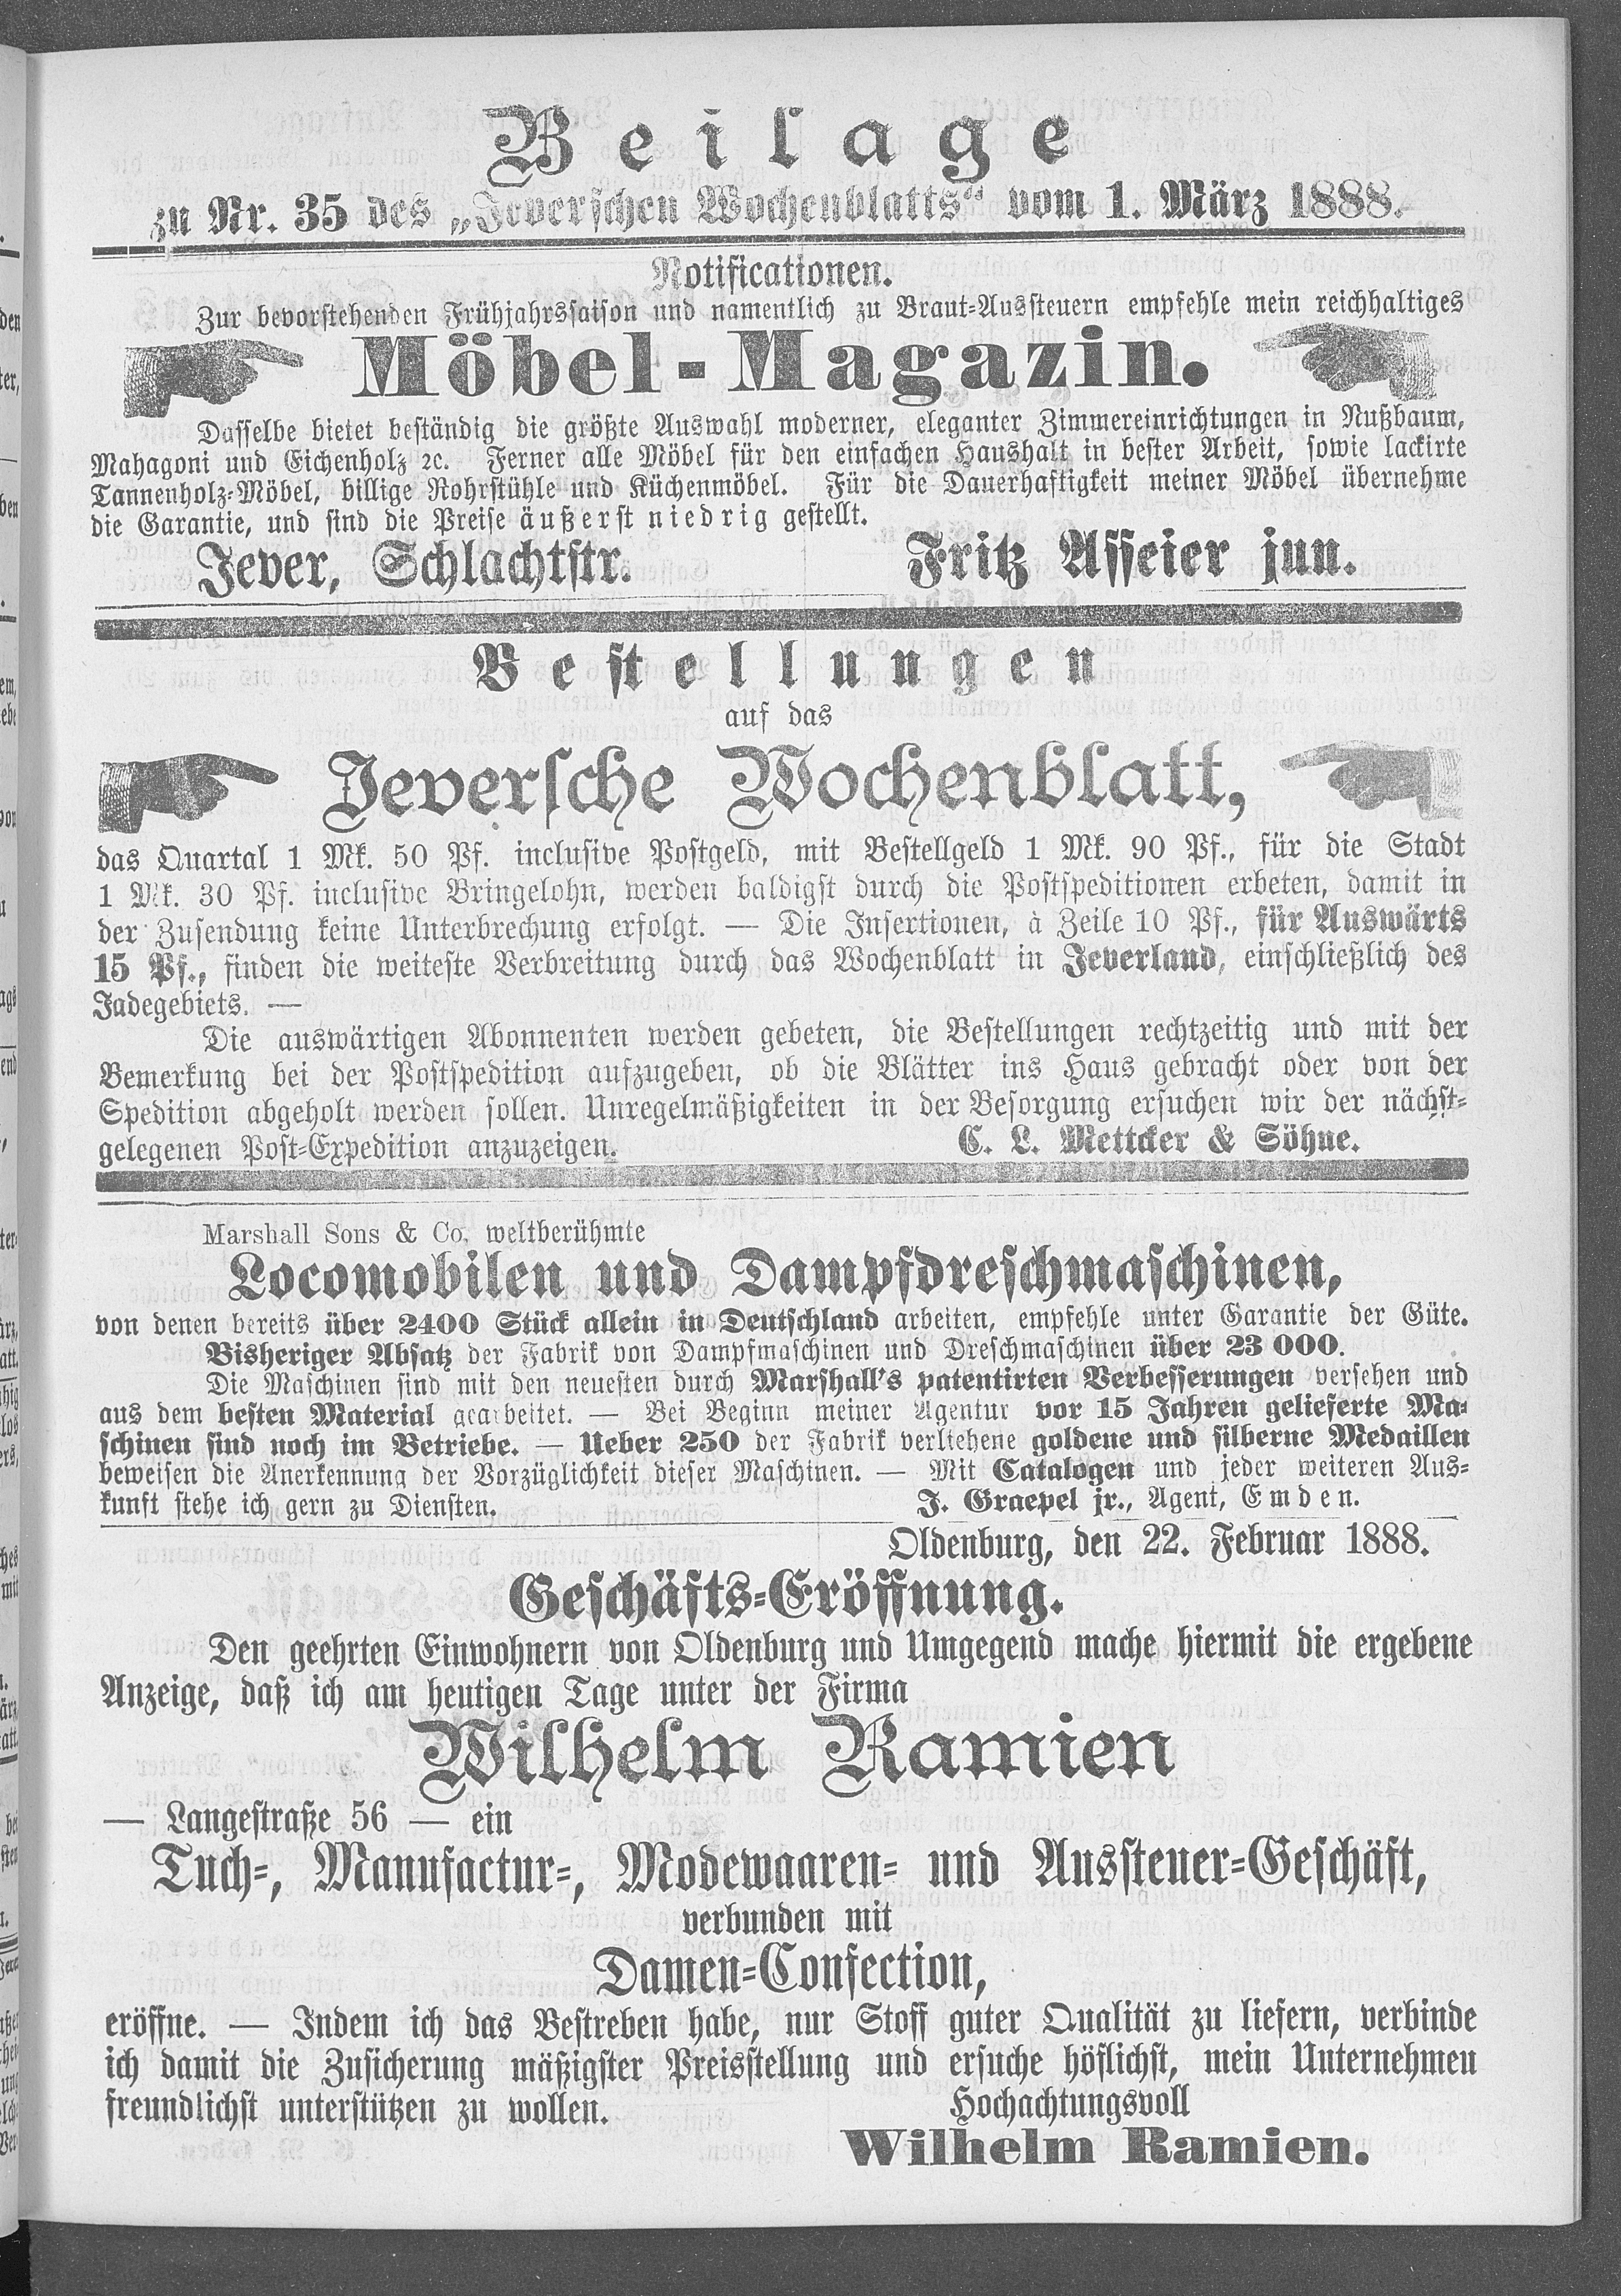 Beilage
zu Nr. 35 des „Jeverschen Wochenblatts“ vom 1. März 1888.
Notificationen.
Zur bevorstehenden Frühjahrssaison und namentlich zu Braut-Aussteuern empfehle mein reichhaltiges
Möbel-Magazin.
Dasselbe bietet beständig die größte Auswahl moderner, eleganter Zimmereinrichtungen in Nußbaum,
Mahagoni und Eichenholz ꝛc. Ferner alle Möbel für den einfachen Haushalt in bester Arbeit, sowie lackirte
Tannenholz-Möbel, billige Rohrstühle und Küchenmöbel. Für die Dauerhaftigkeit meiner Möbel übernehme
die Garantie, und sind die Preise äußerst niedrig gestellt.
Jever, Schlachtstr. Fritz Asseier jun.
Bestellungen
auf das
Jeversche Wochenblatt,
das Quartal 1 Mk. 50 Pf. inclusive Postgeld, mit Bestellgeld 1 Mk. 90 Pf., für die Stadt
1 Mk. 30 Pf. inclusive Bringelohn, werden baldigst durch die Postspeditionen erbeten, damit in
der Zusendung keine Unterbrechung erfolgt. — Die Insertionen, à Zeile 10 Pf., für Auswärts
15 Pf., finden die weiteste Verbreitung durch das Wochenblatt in Jeverland, einschließlich des
Jadegebiets. —
Die auswärtigen Abonnenten werden gebeten, die Bestellungen rechtzeitig und mit der
Bemerkung bei der Postspedition aufzugeben, ob die Blätter ins Haus gebracht oder von der
Spedition abgeholt werden sollen. Unregelmäßigkeiten in der Besorgung ersuchen wir der nächst-
gelegenen Post-Expedition anzuzeigen. C. L. Mettcker & Söhne.
Marshall Sons & Co. weltberühmte
Locomobilen und Dampfdreschmaschinen,
von denen bereits über 2400 Stück allein in Deutschland arbeiten, empfehle unter Garantie der Güte.
Bisheriger Absatz der Fabrik von Dampfmaschinen und Dreschmaschinen über 23 000.
Die Maschinen sind mit den neuesten durch Marshall's patentirten Verbesserungen versehen und
aus dem besten Material gearbeitet. — Bei Beginn meiner Agentur vor 15 Jahren gelieferte Ma-
schinen sind noch im Betriebe. — Ueber 250 der Fabrik verliehene goldene und silberne Medaillen
beweisen die Anerkennung der Vorzüglichkeit dieser Maschinen. — Mit Catalogen und jeder weiteren Aus-
kunft stehe ich gern zu Diensten. J. Graepel jr., Agent, Emden.
Oldenburg, den 22. Februar 1888.
Geschäfts-Eröffnung.
Den geehrten Einwohnern von Oldenburg und Umgegend mache hiermit die ergebene
Anzeige, daß ich am heutigen Tage unter der Firma
Wilhelm Ramien
— Langestraße 56 — ein
Tuch-, Manufactur-, Modewaaren- und Aussteuer-Geschäft,
verbunden mit
Damen-Confection,
eröffne. — Indem ich das Bestreben habe, nur Stoff guter Qualität zu liefern, verbinde
ich damit die Zusicherung mäßigster Preisstellung und ersuche höflichst, mein Unternehmen
freundlichst unterstützen zu wollen. Hochachtungsvoll
Wilhelm Ramien.